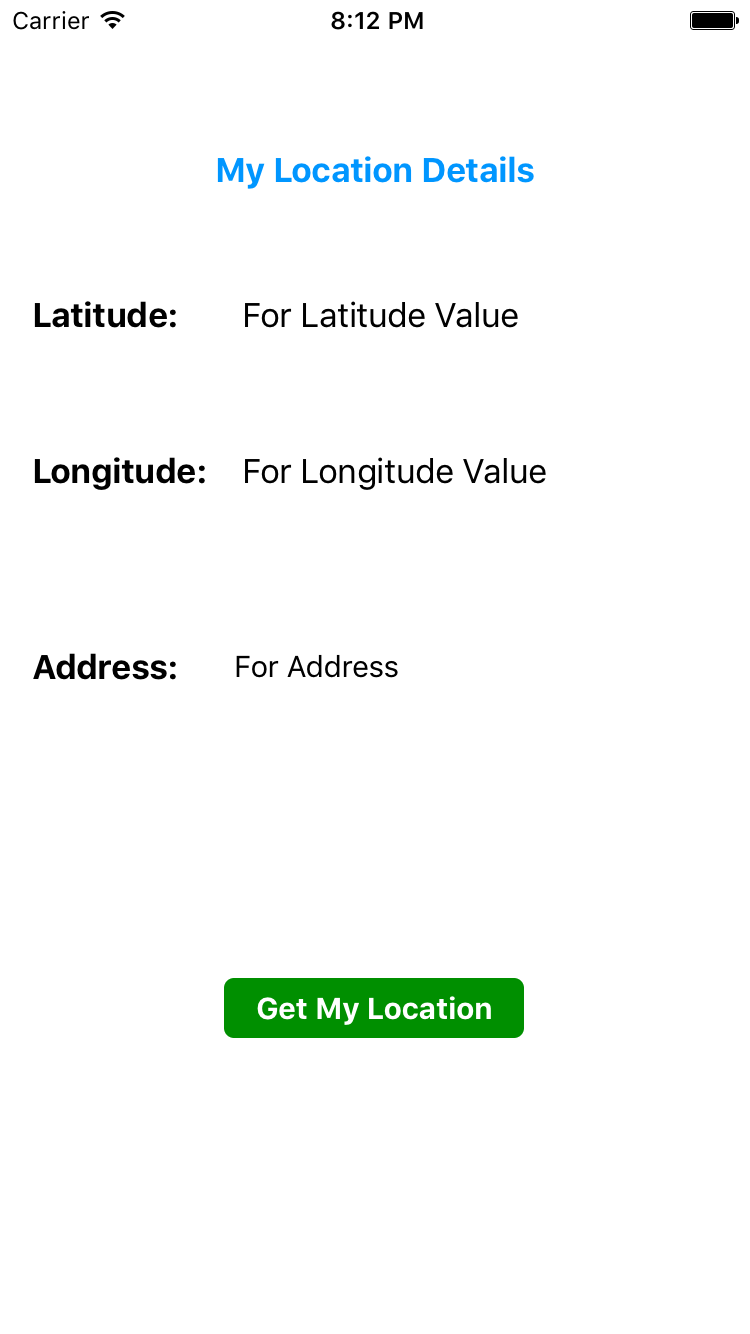 Carrier 8:12 PM
My Location Details
Latitude: For Latitude Value
Longitude: For Longitude Value
Address: For Address
Get My Location